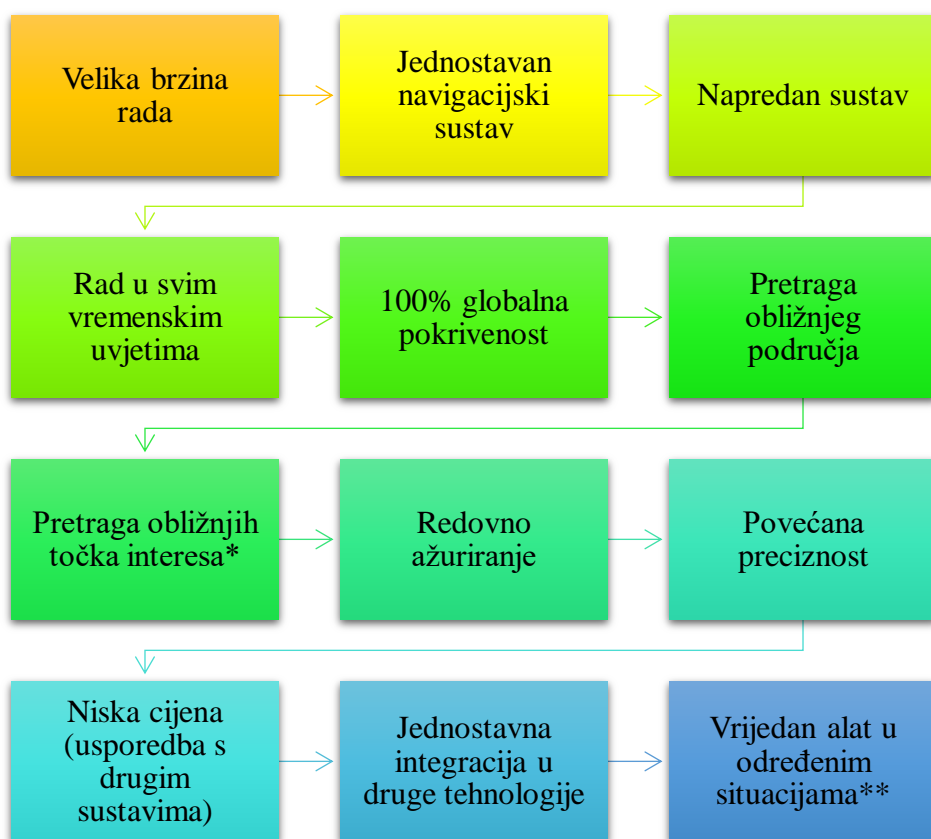 Velika brzina
rada
Jednostavan
navigacijski
sustav
Napredan sustav
Rad u svim
vremenskim
uvjetima
100% globalna
pokrivenost
Pretraga
obližnjeg
područja
Pretraga obližnjih
točka interesa*
Redovno
ažuriranje
Povećana
preciznost
Niska cijena
(usporedba s
drugim
sustavima)
Jednostavna
integracija u
druge tehnologije
Vrijedan alat u
određenim
situacijama**